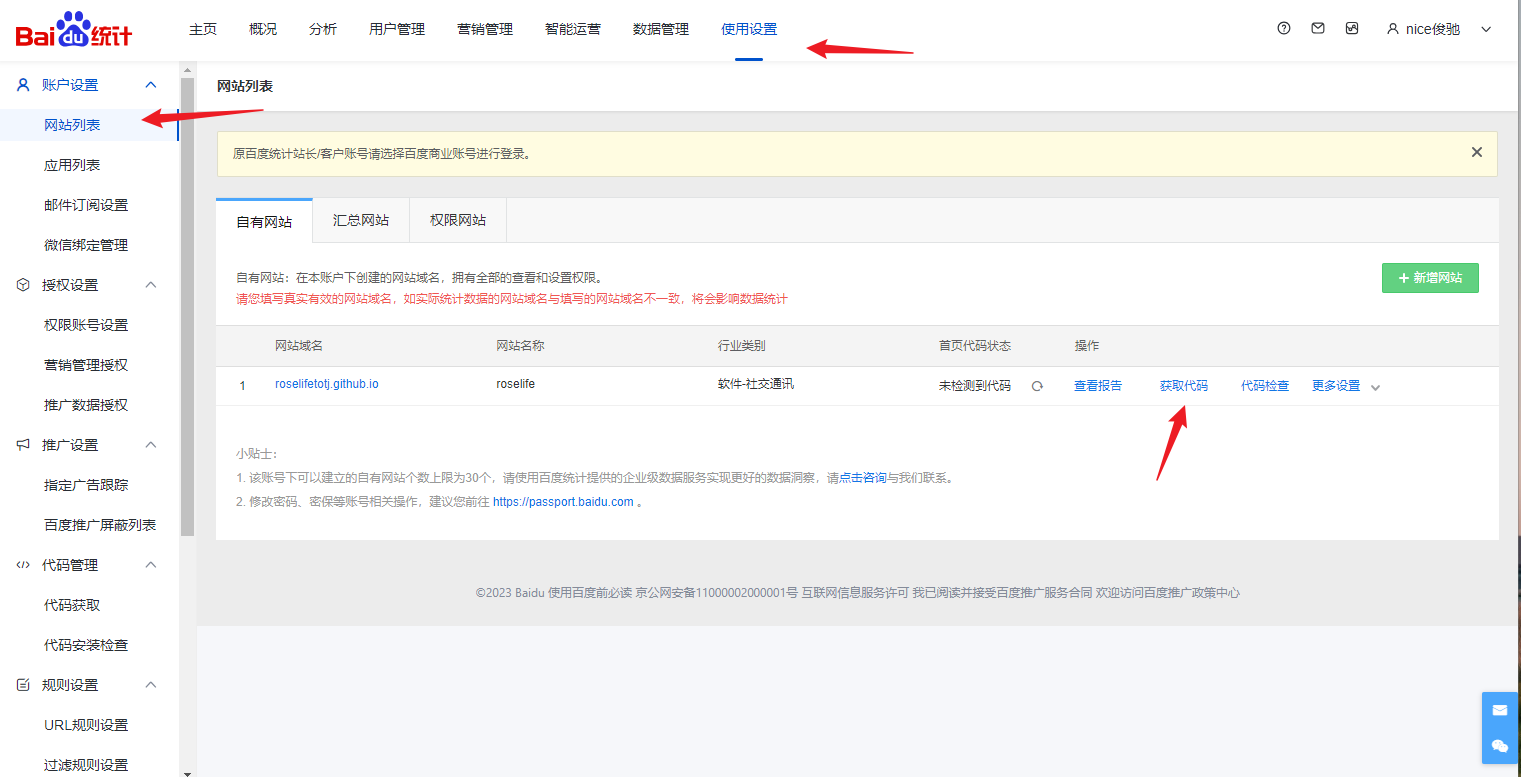 Bai du 统计
主页 概况 分析 用户管理 营销管理 智能运营 数据管理 使用设置 nice俊驰
账户设置
网站列表
应用列表
邮件订阅设置
微信绑定管理
授权设置
权限账号设置
营销管理授权
推广数据授权
推广设置
指定广告跟踪
百度推广屏蔽列表
代码管理
代码获取
代码安装检查
规则设置
URL规则设置
过滤规则设置
网站列表
原百度统计站长/客户账号请选择百度商业账号进行登录。
自有网站 汇总网站 权限网站
自有网站：在本账户下创建的网站域名，拥有全部的查看和设置权限。
请您填写真实有效的网站域名，如实际统计数据的网站域名与填写的网站域名不一致，将会影响数据统计
+ 新增网站
网站域名 网站名称 行业类别 首页代码状态 操作
1 roselifetotj.github.io roselife 软件-社交通讯 未检测到代码 查看报告 获取代码 代码检查 更多设置
小贴士：
1. 该账号下可以建立的自有网站个数上限为30个，请使用百度统计提供的企业级数据服务实现更好的数据洞察，请点击咨询与我们联系。
2. 修改密码、密保等账号相关操作，建议您前往 https://passport.baidu.com 。
©2023 Baidu 使用百度前必读 京公网安备11000002000001号 互联网信息服务许可 我已阅读并接受百度推广服务合同 欢迎访问百度推广政策中心